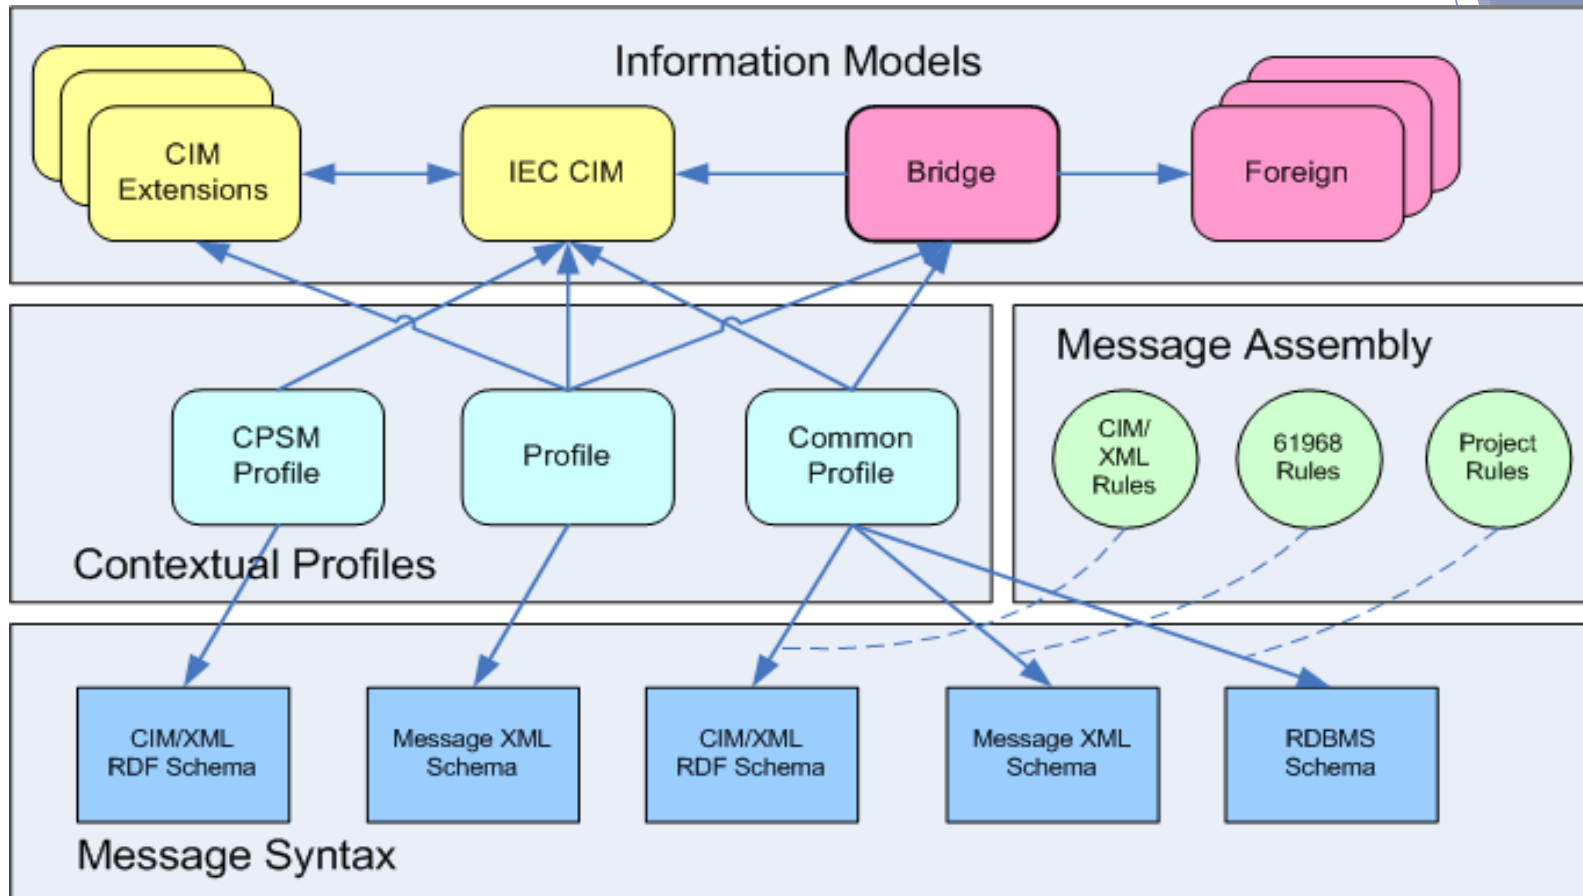 Information Models
CIM
Extensions
IEC CIM
Bridge
Foreign
Message Assembly
CPSM
Profile
Profile
Common
Profile
CIM/
XML
Rules
61968
Rules
Project
Rules
Contextual Profiles
CIM/XML
RDF Schema
Message XML
Schema
CIM/XML
RDF Schema
Message XML
Schema
RDBMS
Schema
Message Syntax